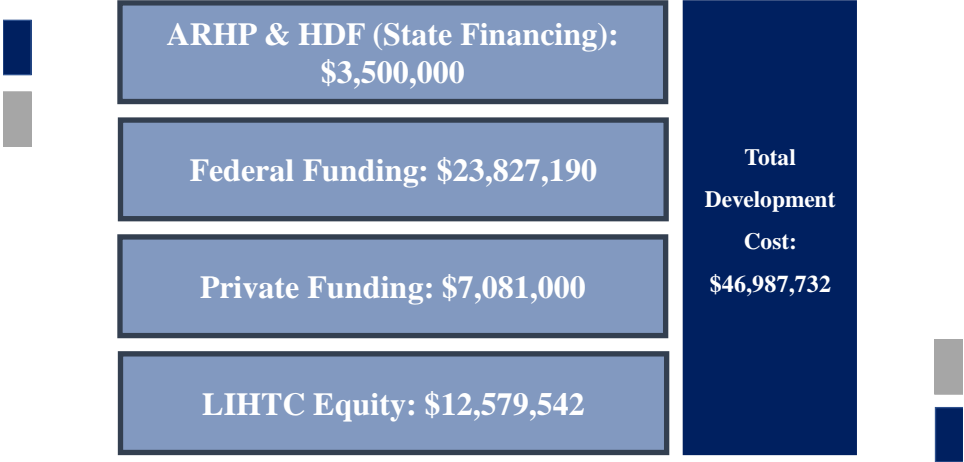 ARHP & HDF (State Financing):
$3,500,000
Federal Funding: $23,827,190
Private Funding: $7,081,000
LIHTC Equity: $12,579,542
Total
Development
Cost:
$46,987,732